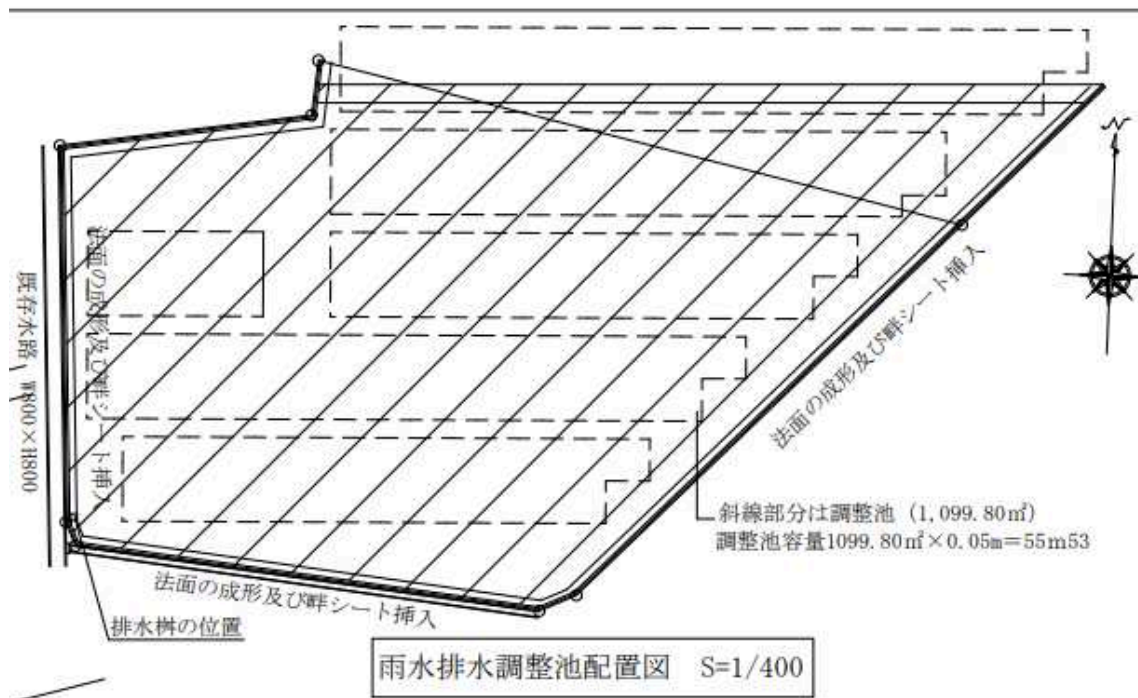 N
法面の成形及び畔シート挿入
既存水路 W800×H800
法面の成形及び畔シート挿入
斜線部分は調整池 (1,099.80㎡)
調整池容量1099.80㎡×0.05m=55m53
法面の成形及び畔シート挿入
排水桝の位置
雨水排水調整池配置図 S=1/400